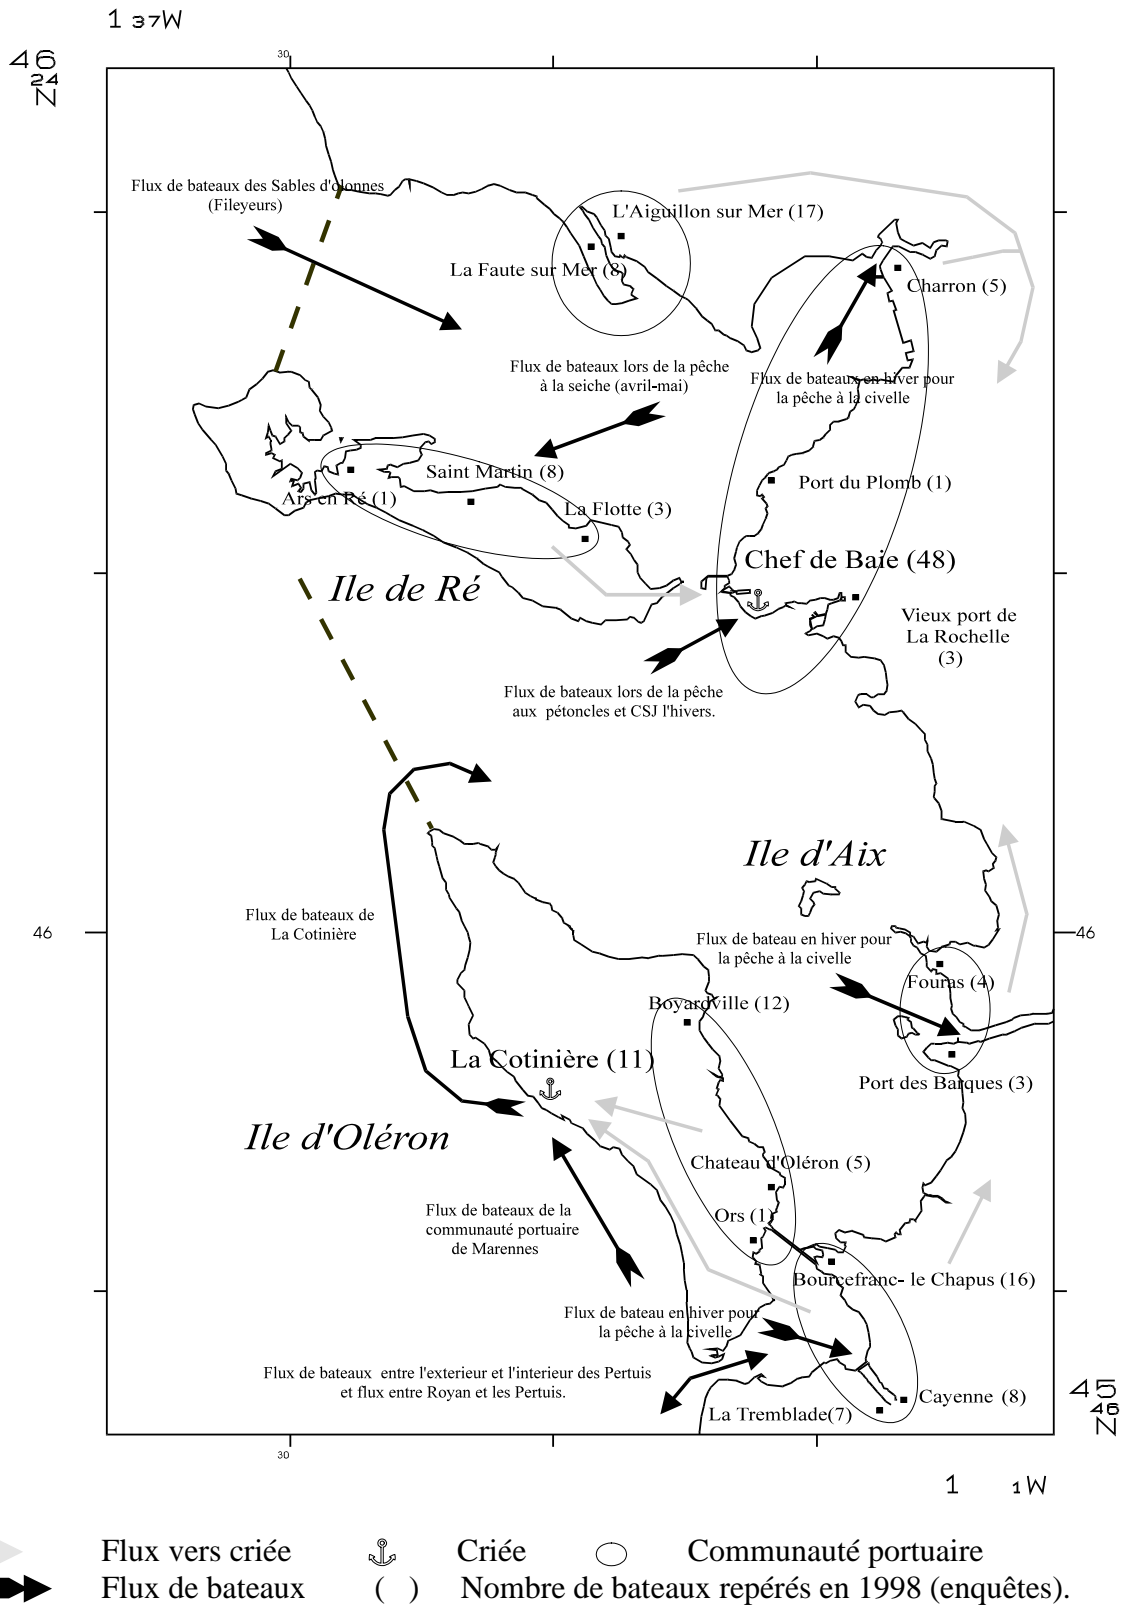 1 37W
30
46
24
N
Flux de bateaux des Sables d'olonnes
(Fileyeurs)
L'Aiguillon sur Mer (17)
La Faute sur Mer (8)
Charron (5)
Flux de bateaux lors de la pêche
à la seiche (avril-mai)
Flux de bateaux en hiver pour
la pêche à la civelle
Saint Martin (8)
Ars en Ré (1)
Port du Plomb (1)
La Flotte (3)
Chef de Baie (48)
Ile de Ré
Vieux port de
La Rochelle
(3)
Flux de bateaux lors de la pêche
aux pétoncles et CSJ l'hivers.
Ile d'Aix
Flux de bateaux de
La Cotinière
46
46
Flux de bateau en hiver pour
la pêche à la civelle
Fouras (4)
Boyardville (12)
La Cotinière (11)
Port des Barques (3)
Ile d'Oléron
Chateau d'Oléron (5)
Flux de bateaux de la
communauté portuaire
de Marennes
Ors (1)
Bourcefranc- le Chapus (16)
Flux de bateau en hiver pour
la pêche à la civelle
Flux de bateaux entre l'exterieur et l'interieur des Pertuis
et flux entre Royan et les Pertuis.
Cayenne (8)
La Tremblade(7)
45
46
N
30
1 1W
Flux vers criée
Criée
Communauté portuaire
Flux de bateaux
( ) Nombre de bateaux repérés en 1998 (enquêtes).